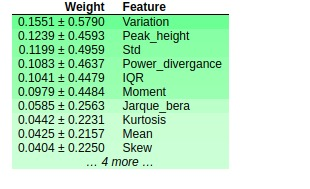 Weight Feature
0.1551 ± 0.5790 Variation
0.1239 ± 0.4593 Peak_height
0.1199 ± 0.4959 Std
0.1083 ± 0.4637 Power_divergance
0.1041 ± 0.4479 IQR
0.0979 ± 0.4484 Moment
0.0585 ± 0.2563 Jarque_bera
0.0442 ± 0.2231 Kurtosis
0.0425 ± 0.2157 Mean
0.0404 ± 0.2250 Skew
… 4 more …